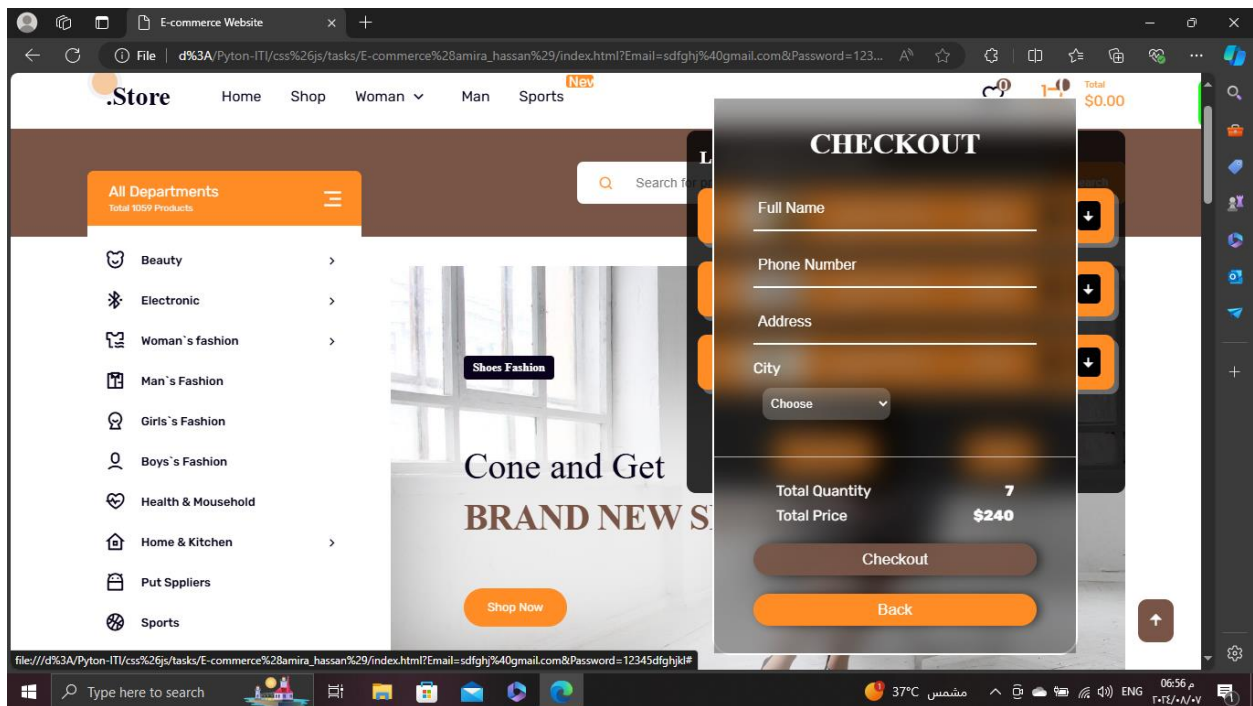 E-commerce Website
File | d%3A/Pyton-ITI/css%26js/tasks/E-commerce%28amira_hassan%29/index.html?Email=sdfghj%40gmail.com&Password=123...
.Store
Home Shop Woman Man Sports
New
0
Total
$0.00
All Departments
Total 1059 Products
Search for
Beauty
Electronic
Woman`s fashion
Man`s Fashion
Girls`s Fashion
Boys`s Fashion
Health & Mousehold
Home & Kitchen
Put Sppliers
Sports
Shoes Fashion
Cone and Get
BRAND NEW
Shop Now
CHECKOUT
Full Name
Phone Number
Address
City
Choose
Total Quantity 7
Total Price $240
Checkout
Back
file:///d%3A/Pyton-ITI/css%26js/tasks/E-commerce%28amira_hassan%29/index.html?Email=sdfghj%40gmail.com&Password=12345dfghjkl#
Type here to search
37°C مشمس
ENG
06:56 م
٢٠٢٤/٠٨/٠٧